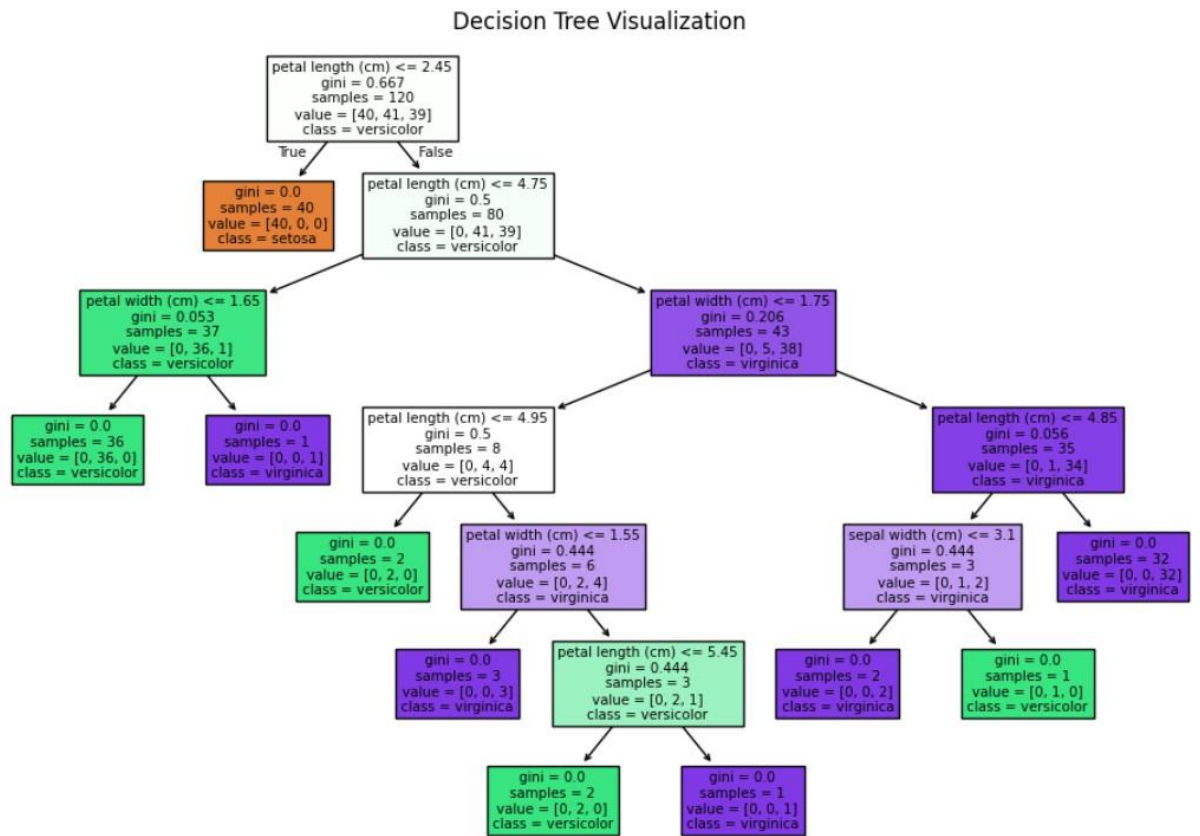 Decision Tree Visualization
petal length (cm) <= 2.45
gini = 0.667
samples = 120
value = [40, 41, 39]
class = versicolor
True
False
gini = 0.0
samples = 40
value = [40, 0, 0]
class = setosa
petal length (cm) <= 4.75
gini = 0.5
samples = 80
value = [0, 41, 39]
class = versicolor
petal width (cm) <= 1.65
gini = 0.053
samples = 37
value = [0, 36, 1]
class = versicolor
petal width (cm) <= 1.75
gini = 0.206
samples = 43
value = [0, 5, 38]
class = virginica
gini = 0.0
samples = 36
value = [0, 36, 0]
class = versicolor
gini = 0.0
samples = 1
value = [0, 0, 1]
class = virginica
petal length (cm) <= 4.95
gini = 0.5
samples = 8
value = [0, 4, 4]
class = versicolor
petal length (cm) <= 4.85
gini = 0.056
samples = 35
value = [0, 1, 34]
class = virginica
gini = 0.0
samples = 2
value = [0, 2, 0]
class = versicolor
petal width (cm) <= 1.55
gini = 0.444
samples = 6
value = [0, 2, 4]
class = virginica
sepal width (cm) <= 3.1
gini = 0.444
samples = 3
value = [0, 1, 2]
class = virginica
gini = 0.0
samples = 32
value = [0, 0, 32]
class = virginica
gini = 0.0
samples = 3
value = [0, 0, 3]
class = virginica
petal length (cm) <= 5.45
gini = 0.444
samples = 3
value = [0, 2, 1]
class = versicolor
gini = 0.0
samples = 2
value = [0, 0, 2]
class = virginica
gini = 0.0
samples = 1
value = [0, 1, 0]
class = versicolor
gini = 0.0
samples = 2
value = [0, 2, 0]
class = versicolor
gini = 0.0
samples = 1
value = [0, 0, 1]
class = virginica